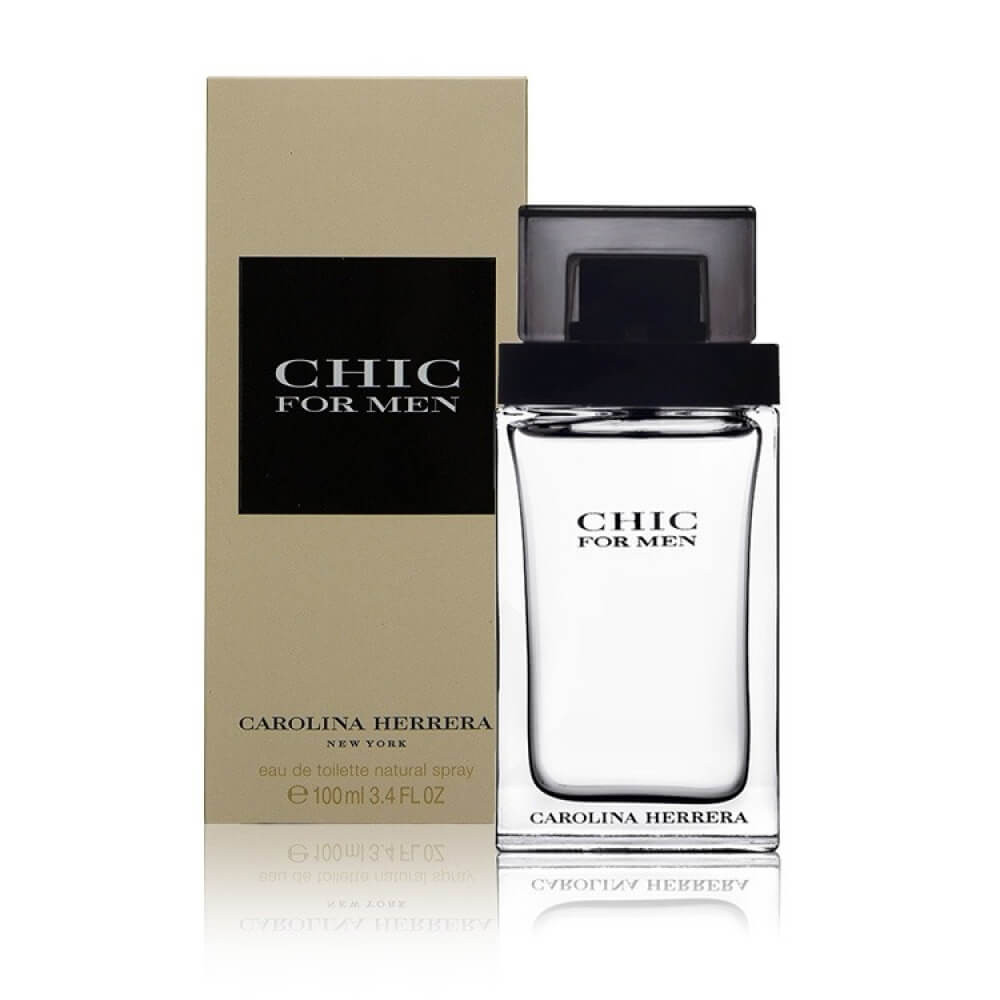 CHIC
FOR MEN
CAROLINA HERRERA
NEW YORK
eau de toilette natural spray
℮ 100 ml 3.4 FL OZ
CHIC
FOR MEN
CAROLINA HERRERA